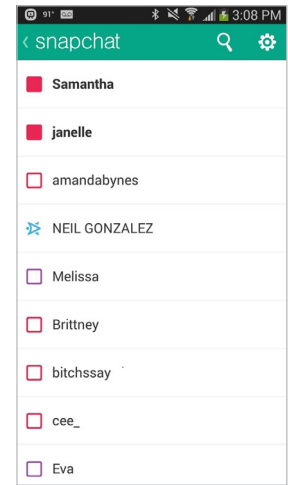 91° 3:08 PM
snapchat
Samantha
janelle
amandabynes
NEIL GONZALEZ
Melissa
Brittney
bitchssay
cee_
Eva